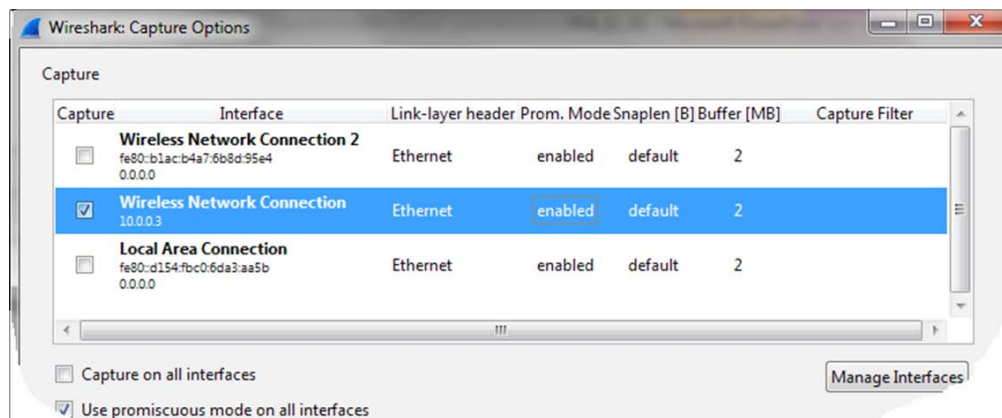 Wireshark: Capture Options
Capture
Capture Interface Link-layer header Prom. Mode Snaplen [B] Buffer [MB] Capture Filter
Wireless Network Connection 2
fe80::b1ac:b4a7:6b8d:95e4
0.0.0.0
Ethernet enabled default 2
Wireless Network Connection
10.0.0.3
Ethernet enabled default 2
Local Area Connection
fe80::d154:fbc0:6da3:aa5b
0.0.0.0
Ethernet enabled default 2
Capture on all interfaces
Manage Interfaces
Use promiscuous mode on all interfaces